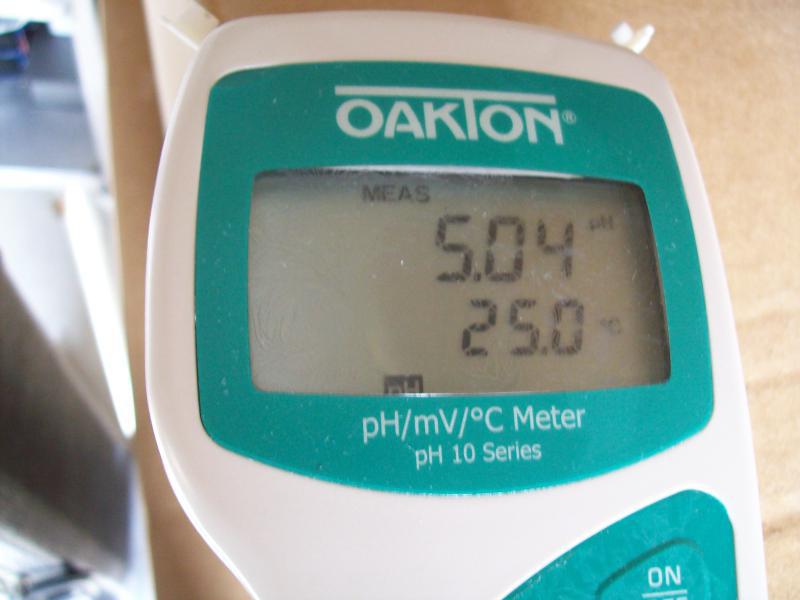 OAKTON®
MEAS
5.04 pH
25.0 °C
pH
pH/mV/°C Meter
pH 10 Series
ON